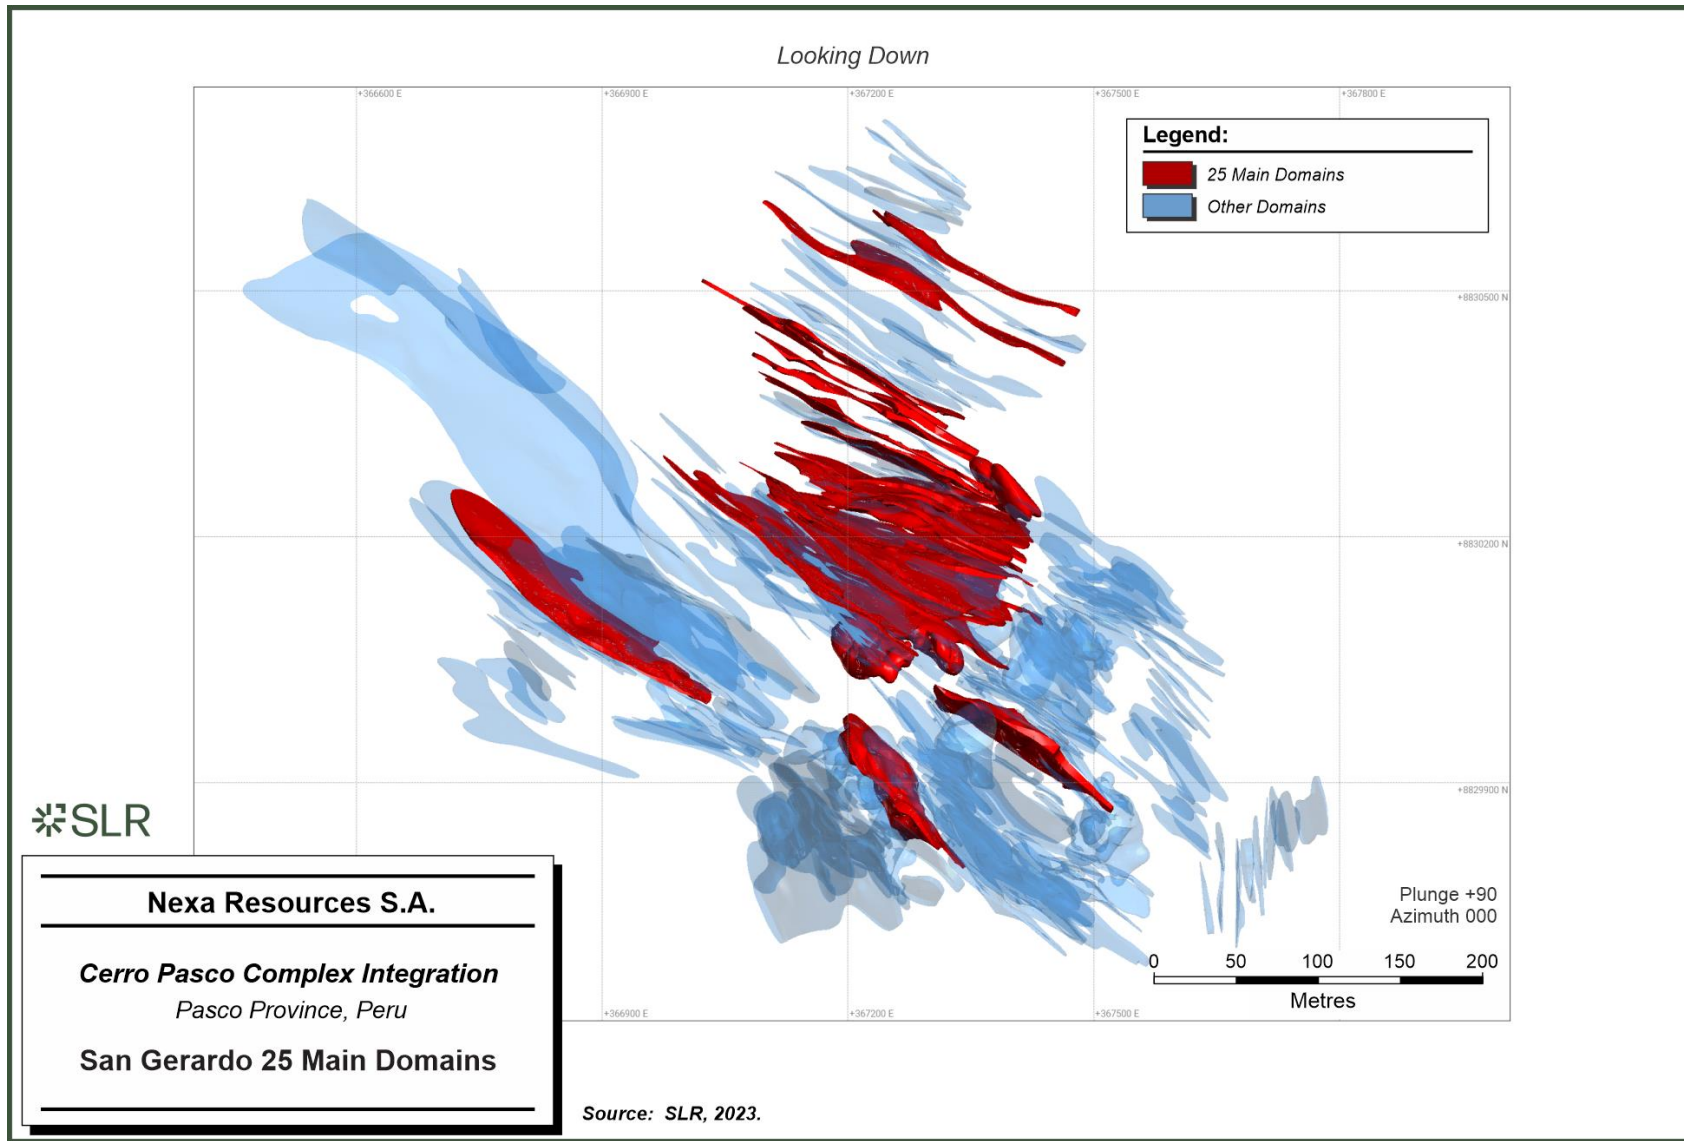 Looking Down
+366600 E
+366900 E
+367200 E
+367500 E
+367800 E
Legend:
25 Main Domains
Other Domains
+8830500 N
+8830200 N
+8829900 N
SLR
Plunge +90
Azimuth 000
0 50 100 150 200
Metres
+366900 E
+367200 E
+367500 E
Nexa Resources S.A.
Cerro Pasco Complex Integration
Pasco Province, Peru
San Gerardo 25 Main Domains
Source: SLR, 2023.